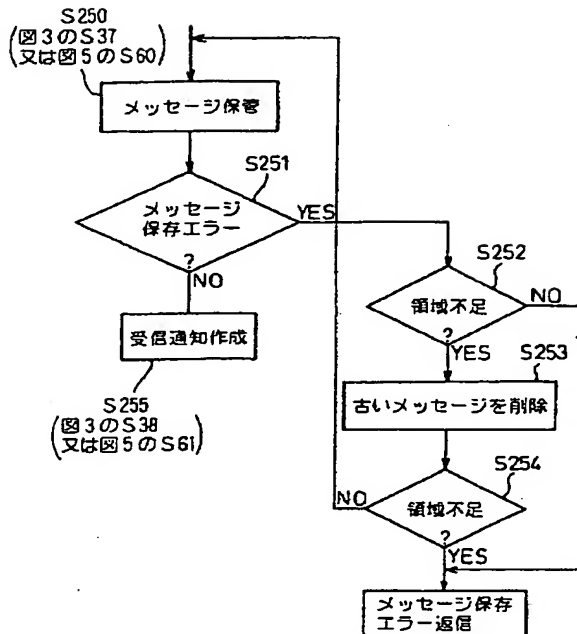 S250
(図3のS37
又は図5のS60)
メッセージ保管
S251
メッセージ
保存エラー
?
YES
NO
受信通知作成
S255
(図3のS38
又は図5のS61)
S252
領域不足
?
NO
YES
S253
古いメッセージを削除
S254
領域不足
?
NO
YES
メッセージ保存
エラー返信